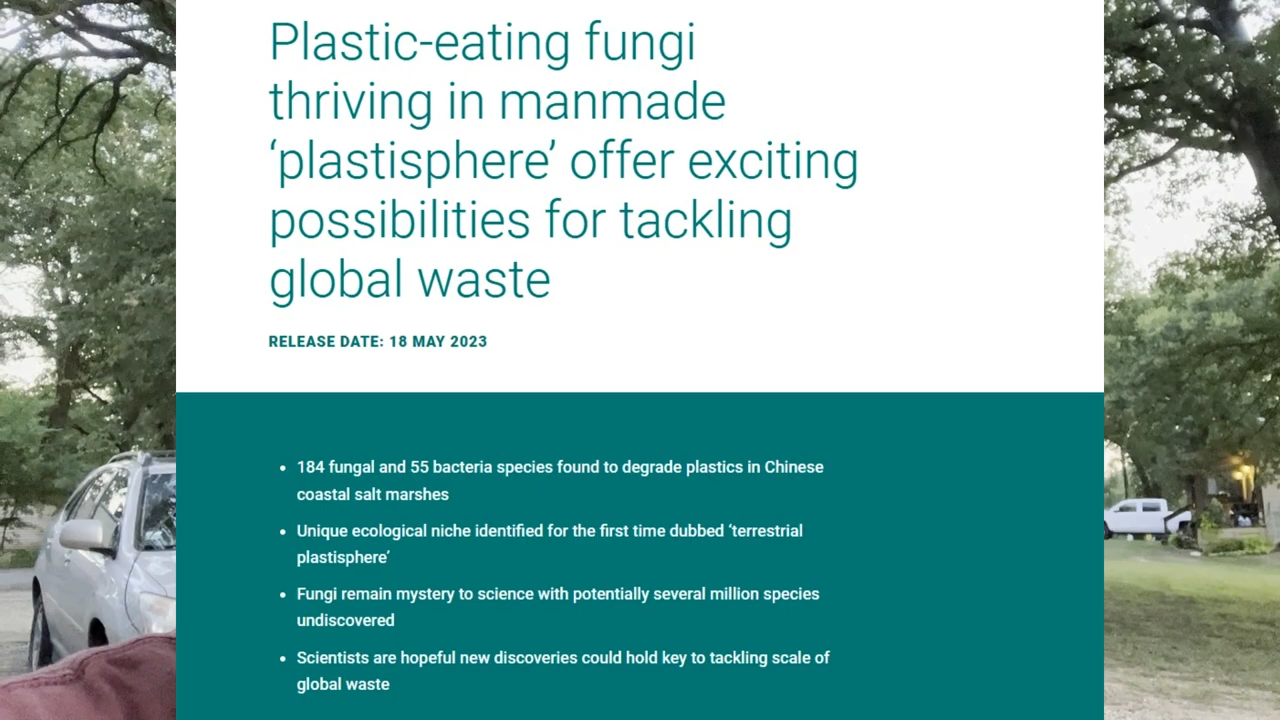 Plastic-eating fungi
thriving in manmade
‘plastisphere’ offer exciting
possibilities for tackling
global waste
RELEASE DATE: 18 MAY 2023
• 184 fungal and 55 bacteria species found to degrade plastics in Chinese
coastal salt marshes
• Unique ecological niche identified for the first time dubbed ‘terrestrial
plastisphere’
• Fungi remain mystery to science with potentially several million species
undiscovered
• Scientists are hopeful new discoveries could hold key to tackling scale of
global waste